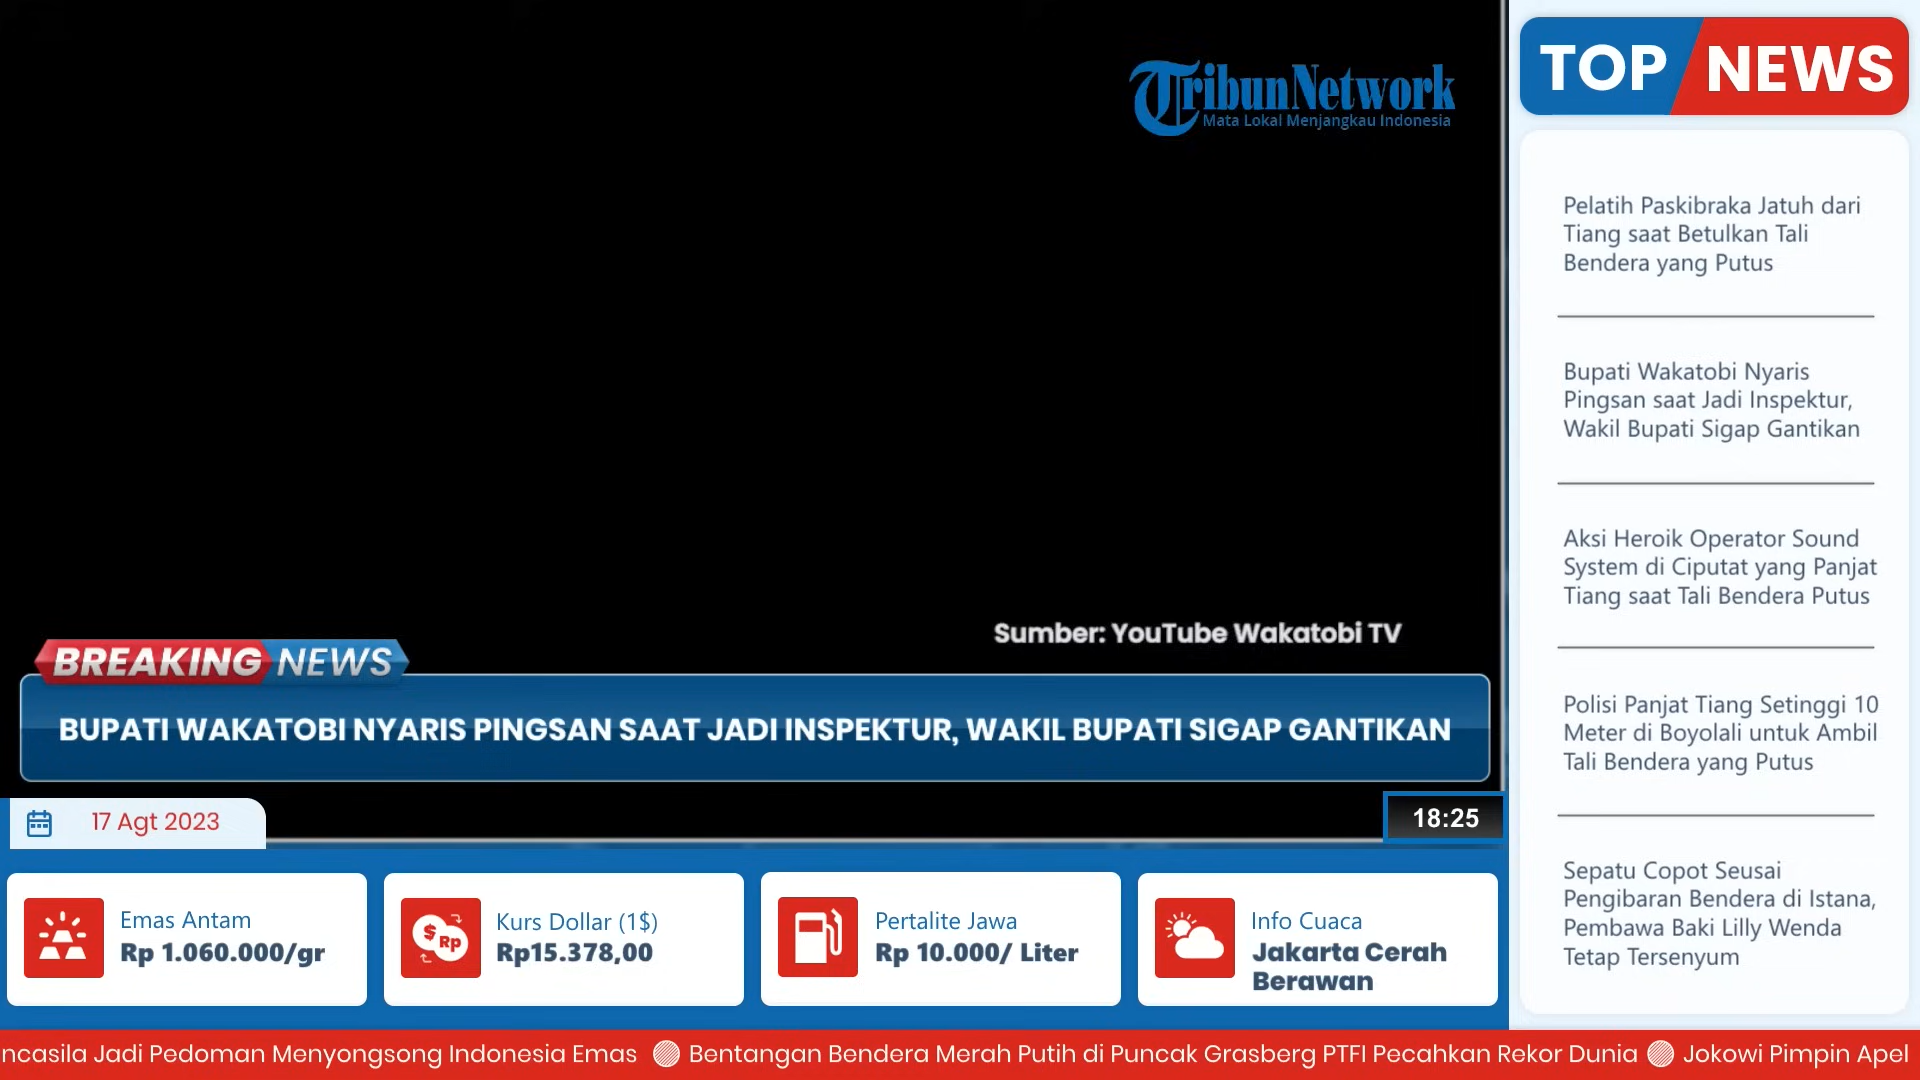 TribunNetwork
Mata Lokal Menjangkau Indonesia
Sumber: YouTube Wakatobi TV
BREAKING NEWS
BUPATI WAKATOBI NYARIS PINGSAN SAAT JADI INSPEKTUR, WAKIL BUPATI SIGAP GANTIKAN
17 Agt 2023
18:25
Emas Antam
Rp 1.060.000/gr
Kurs Dollar (1$)
Rp15.378,00
Pertalite Jawa
Rp 10.000/ Liter
Info Cuaca
Jakarta Cerah
Berawan
TOP NEWS
Pelatih Paskibraka Jatuh dari
Tiang saat Betulkan Tali
Bendera yang Putus
Bupati Wakatobi Nyaris
Pingsan saat Jadi Inspektur,
Wakil Bupati Sigap Gantikan
Aksi Heroik Operator Sound
System di Ciputat yang Panjat
Tiang saat Tali Bendera Putus
Polisi Panjat Tiang Setinggi 10
Meter di Boyolali untuk Ambil
Tali Bendera yang Putus
Sepatu Copot Seusai
Pengibaran Bendera di Istana,
Pembawa Baki Lilly Wenda
Tetap Tersenyum
ncasila Jadi Pedoman Menyongsong Indonesia Emas Bentangan Bendera Merah Putih di Puncak Grasberg PTFI Pecahkan Rekor Dunia Jokowi Pimpin Apel